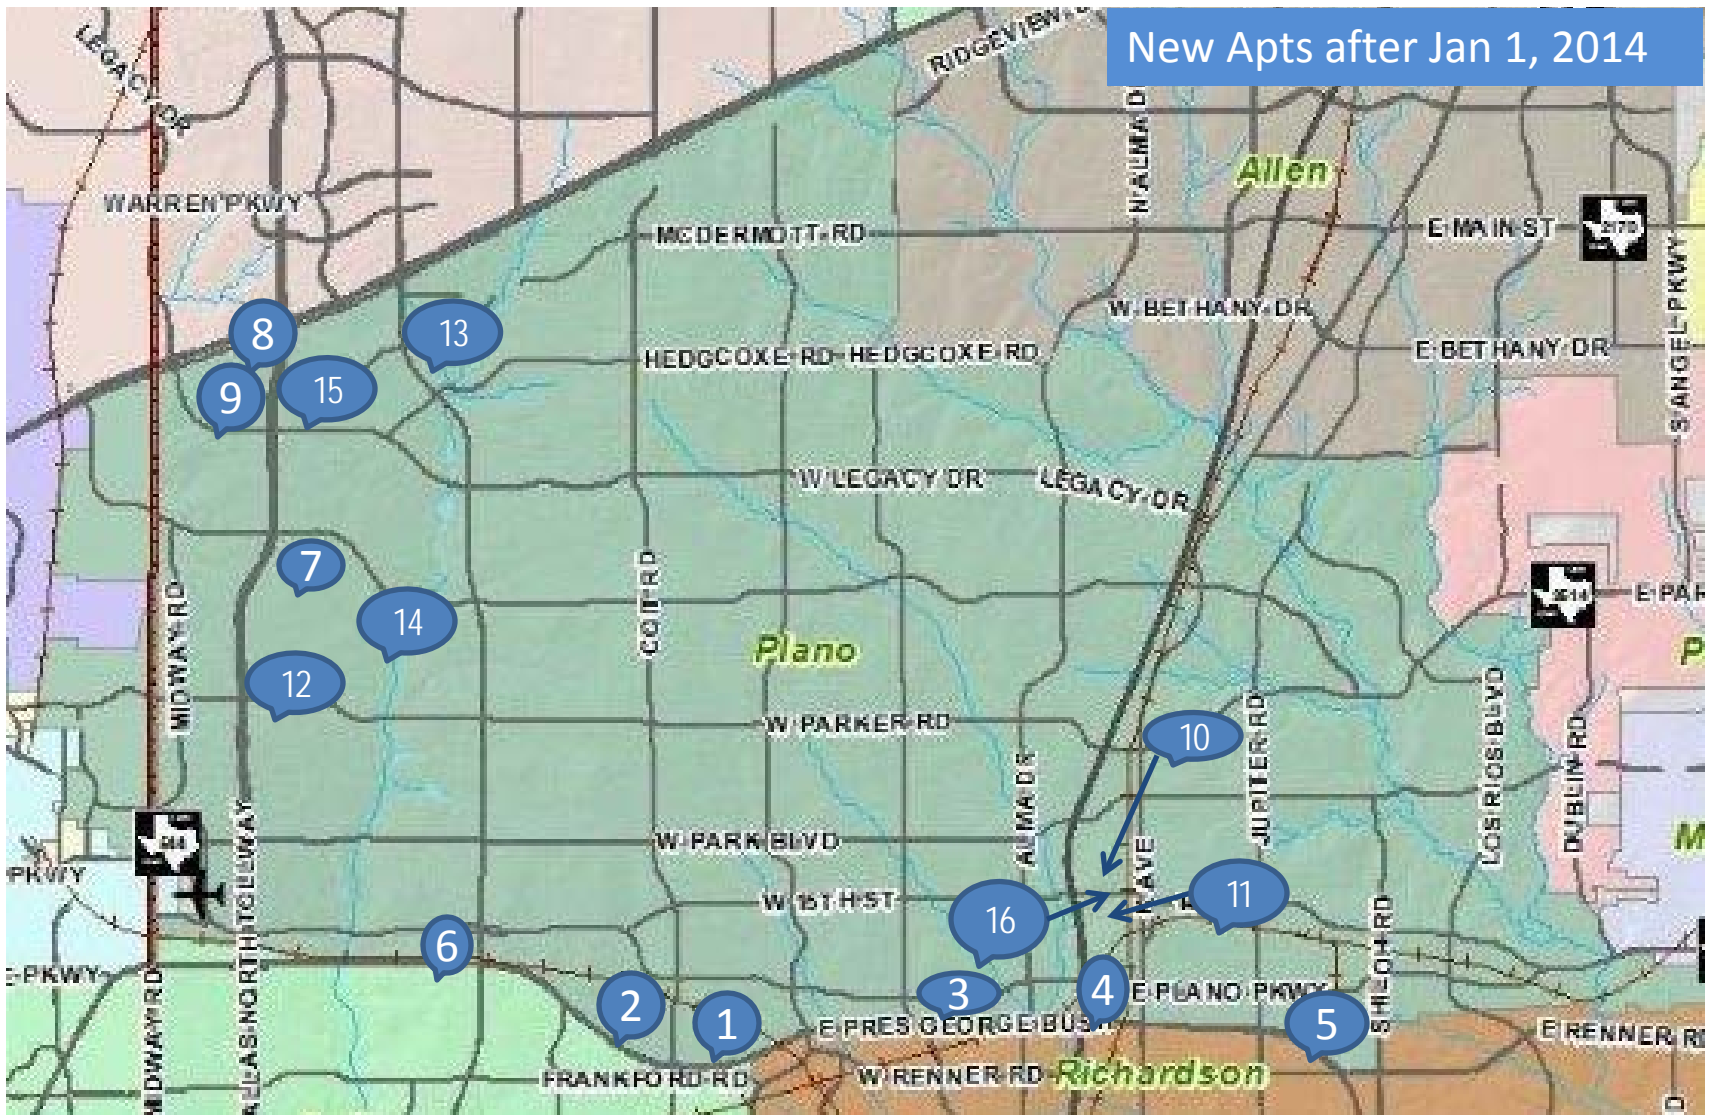 New Apts after Jan 1, 2014
LEGACY DR
N ALMA D
Allen
WARREN PKWY
MCDERMOTT RD
E MAIN ST
S ANGEL PKWY
W BETHANY DR
8
13
HEDGCOXE RD HEDGCOXE RD
E BETHANY DR
9
15
W LEGACY DR
LEGACY DR
7
COIT RD
MIDWAY RD
14
Plano
E PAR
P
12
W PARKER RD
10
JUPITER RD
LOS RIOS BLVD
DUBLIN RD
ALMA DR
W PARK BLVD
M
PKWY
DALLAS NORTH TOLLWAY
W 15TH ST
K AVE
11
16
SHILOH RD
6
E PKWY
2
1
3
4
E PLANO PKWY
5
E PRES GEORGE BUSH
E RENNER RD
MIDWAY RD
FRANKFORD RD
W RENNER RD
Richardson
D